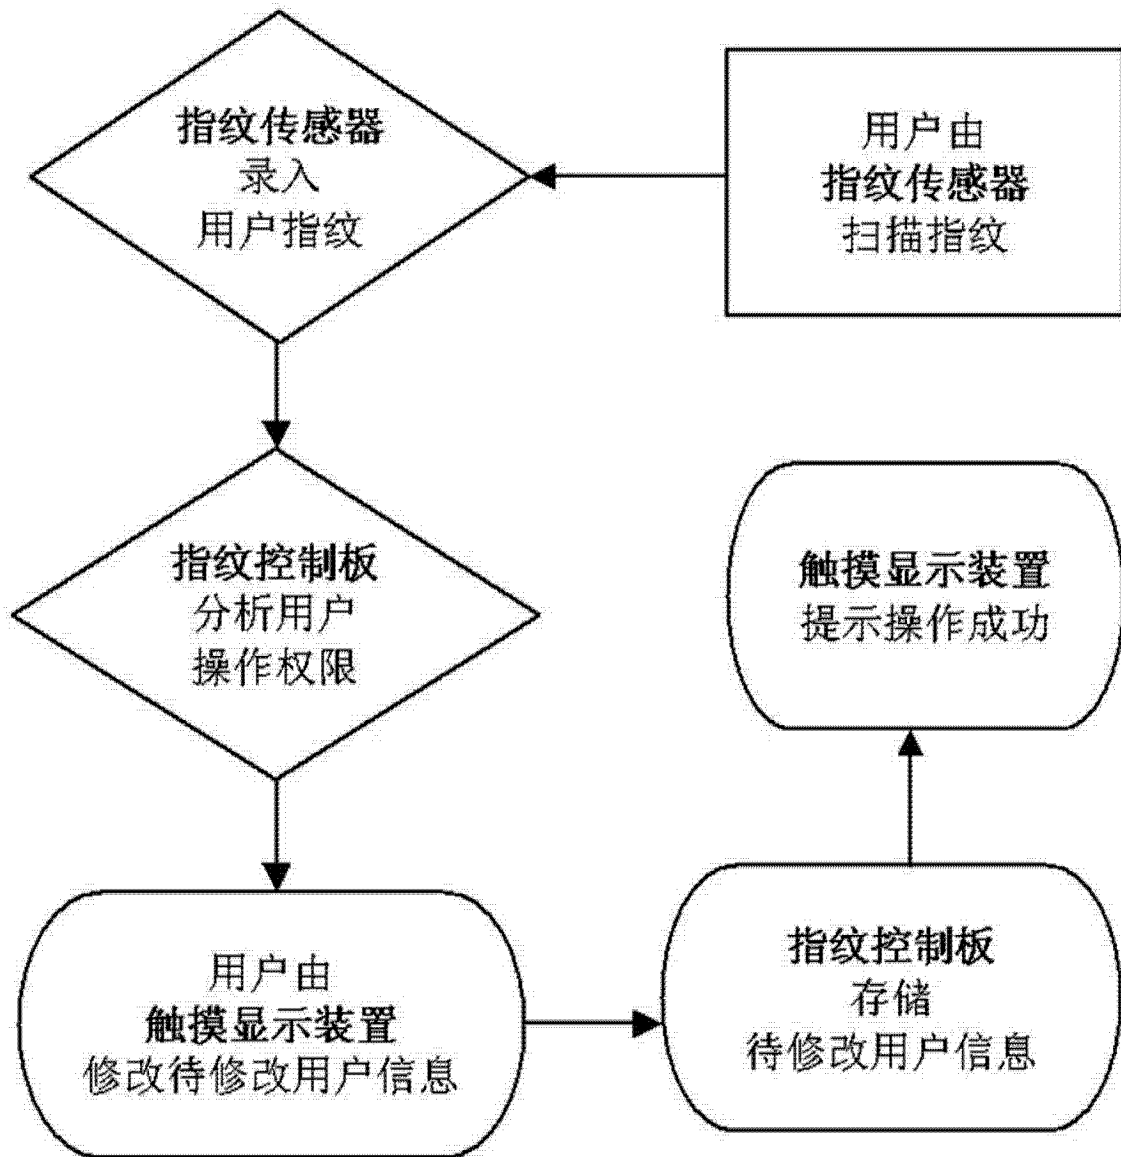 指纹传感器
录入
用户指纹
用户由
指纹传感器
扫描指纹
指纹控制板
分析用户
操作权限
触摸显示装置
提示操作成功
用户由
触摸显示装置
修改待修改用户信息
指纹控制板
存储
待修改用户信息